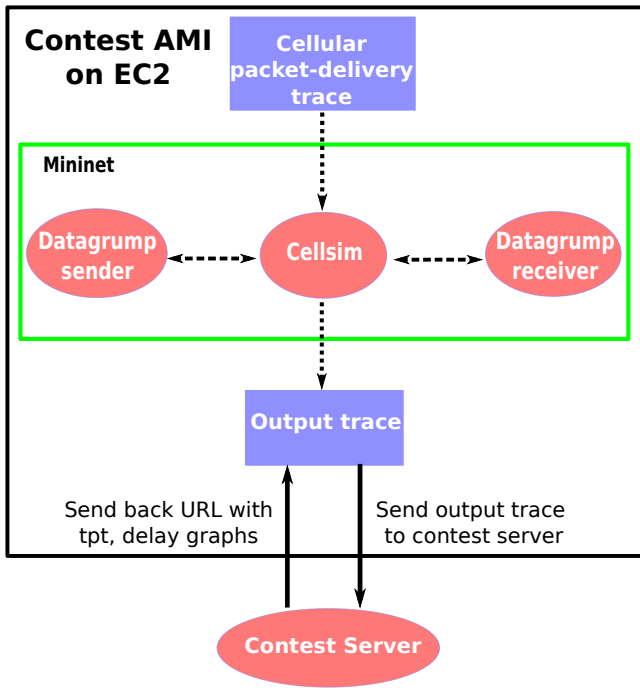 Contest AMI
on EC2
Cellular
packet-delivery
trace
Mininet
Datagrump
sender
Cellsim
Datagrump
receiver
Output trace
Send back URL with
tpt, delay graphs
Send output trace
to contest server
Contest Server